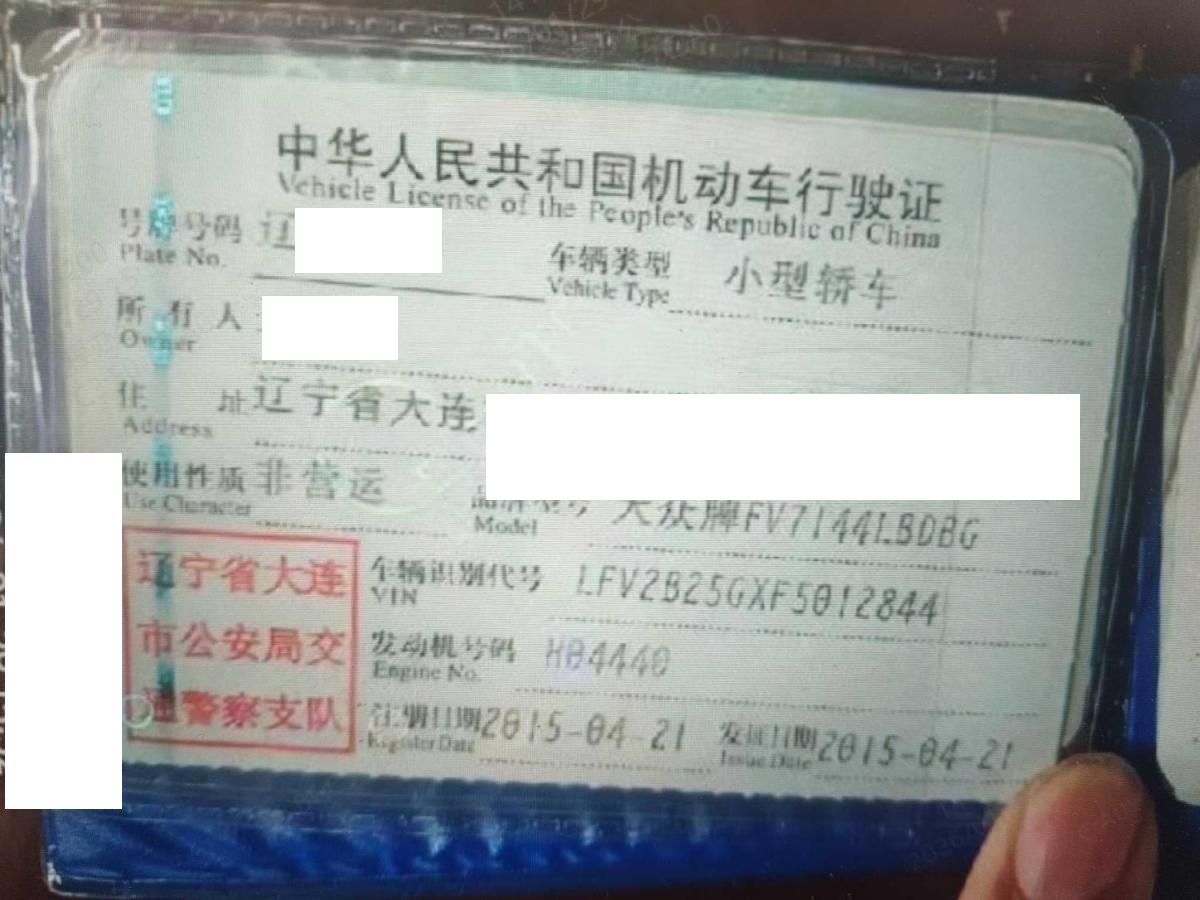 中华人民共和国机动车行驶证
Vehicle License of the People's Republic of China
号牌号码 辽
Plate No.
车辆类型 小型轿车
Vehicle Type
所有人
Owner
住址 辽宁省大连
Address
使用性质 非营运
Use Character
品牌型号 大众牌FV7144LBDBG
Model
辽宁省大连
市公安局交
通警察支队
车辆识别代号 LFV2B25GXF5012844
VIN
发动机号码 H04440
Engine No.
注册日期 2015-04-21
Register Date
发证日期 2015-04-21
Issue Date